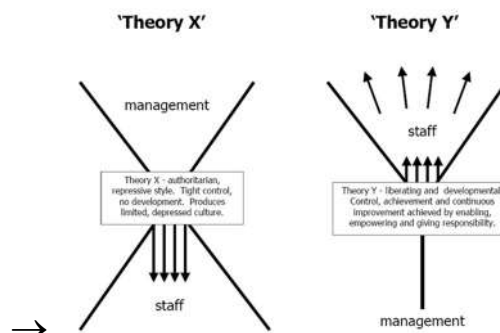 'Theory X'
management
Theory X - authoritarian,
repressive style. Tight control,
no development. Produces
limited, depressed culture.
staff
'Theory Y'
staff
Theory Y - liberating and developmental.
Control, achievement and continuous
improvement achieved by enabling,
empowering and giving responsibility.
management